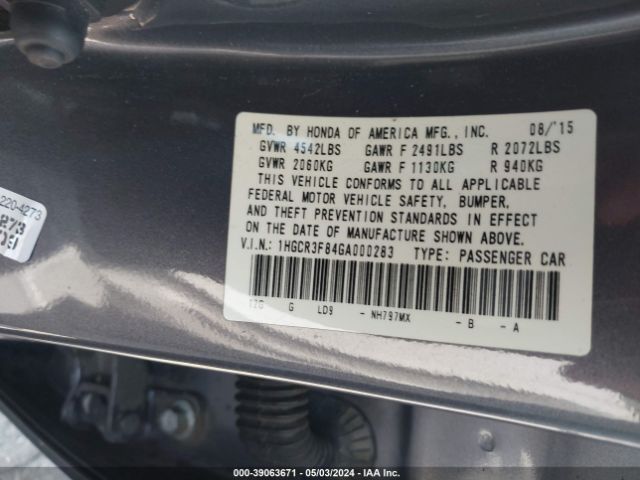 MFD. BY HONDA OF AMERICA MFG., INC. 08/'15
GVWR 4542LBS GAWR F 2491LBS R 2072LBS
GVWR 2060KG GAWR F 1130KG R 940KG
THIS VEHICLE CONFORMS TO ALL APPLICABLE
FEDERAL MOTOR VEHICLE SAFETY, BUMPER,
AND THEFT PREVENTION STANDARDS IN EFFECT
ON THE DATE OF MANUFACTURE SHOWN ABOVE.
V.I.N.: 1HGCR3F84GA000283 TYPE: PASSENGER CAR
G LD9 - NH797MX - B - A
220-4273
000-39063671 - 05/03/2024 - IAA Inc.